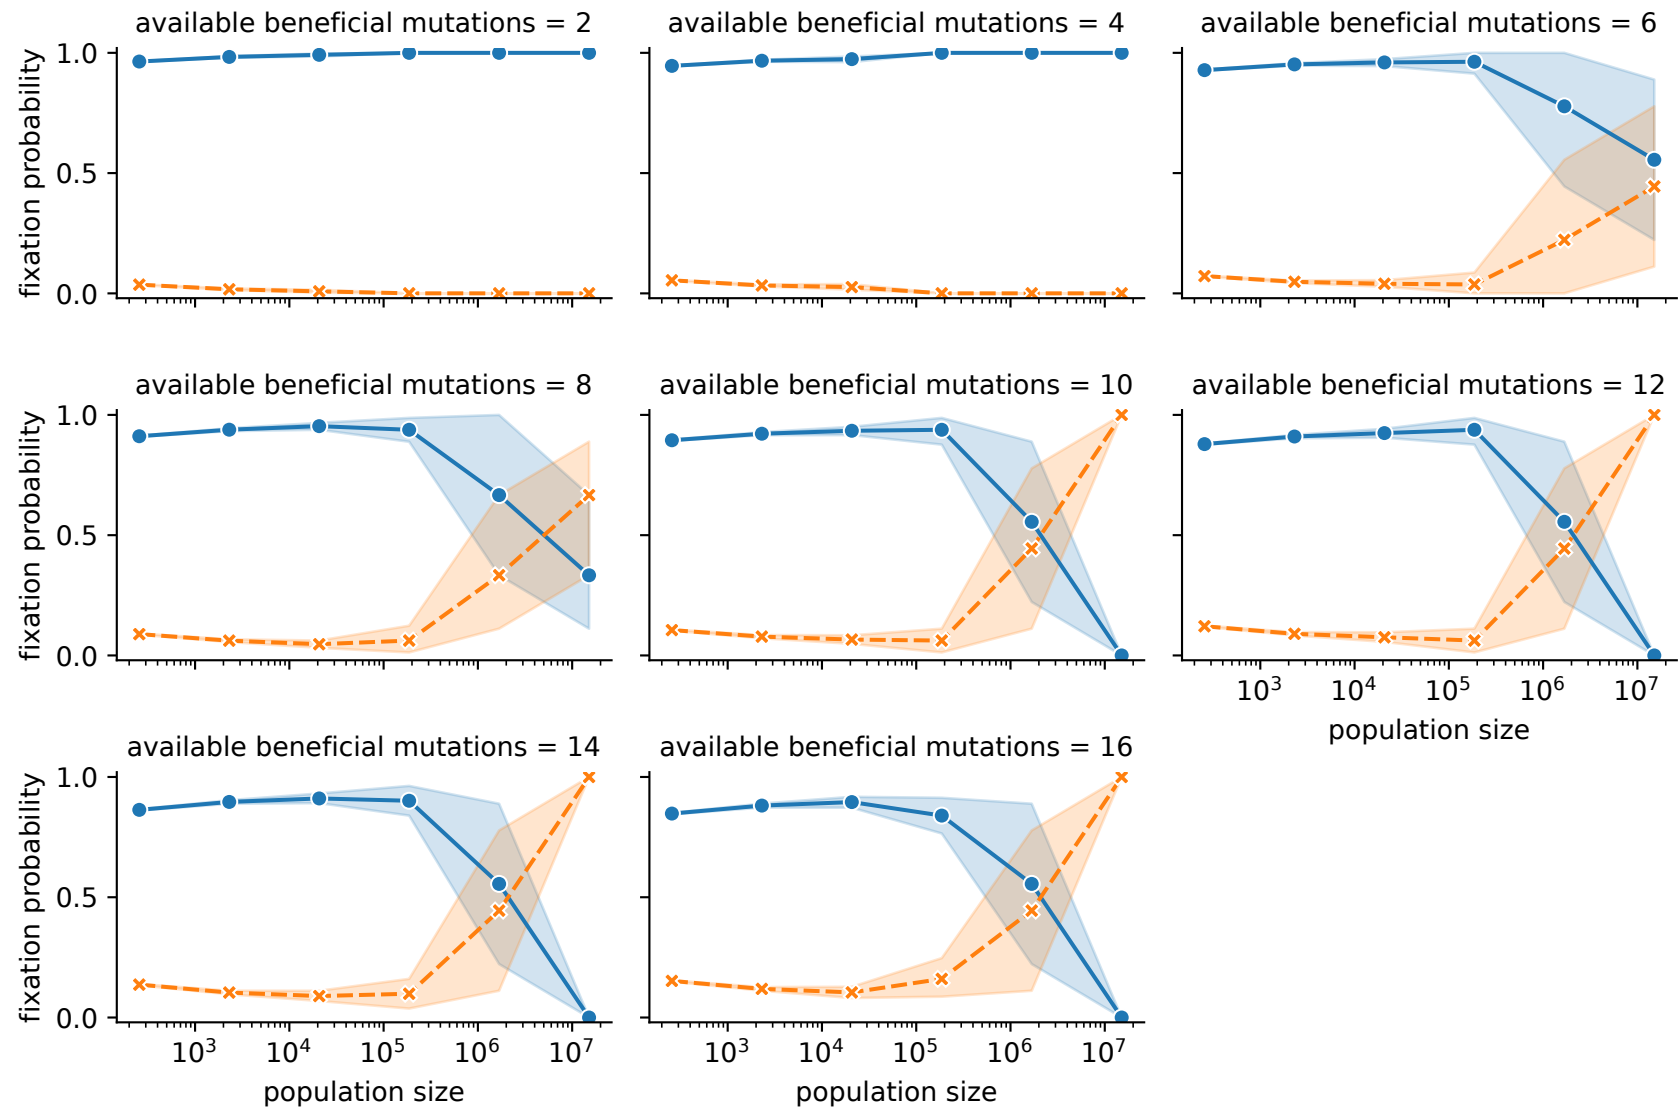 available beneficial mutations = 2
available beneficial mutations = 4
available beneficial mutations = 6
fixation probability
1.0
0.5
0.0
available beneficial mutations = 8
available beneficial mutations = 10
available beneficial mutations = 12
fixation probability
1.0
0.5
0.0
10³ 10⁴ 10⁵ 10⁶ 10⁷
population size
available beneficial mutations = 14
available beneficial mutations = 16
fixation probability
1.0
0.5
0.0
10³ 10⁴ 10⁵ 10⁶ 10⁷
population size
10³ 10⁴ 10⁵ 10⁶ 10⁷
population size